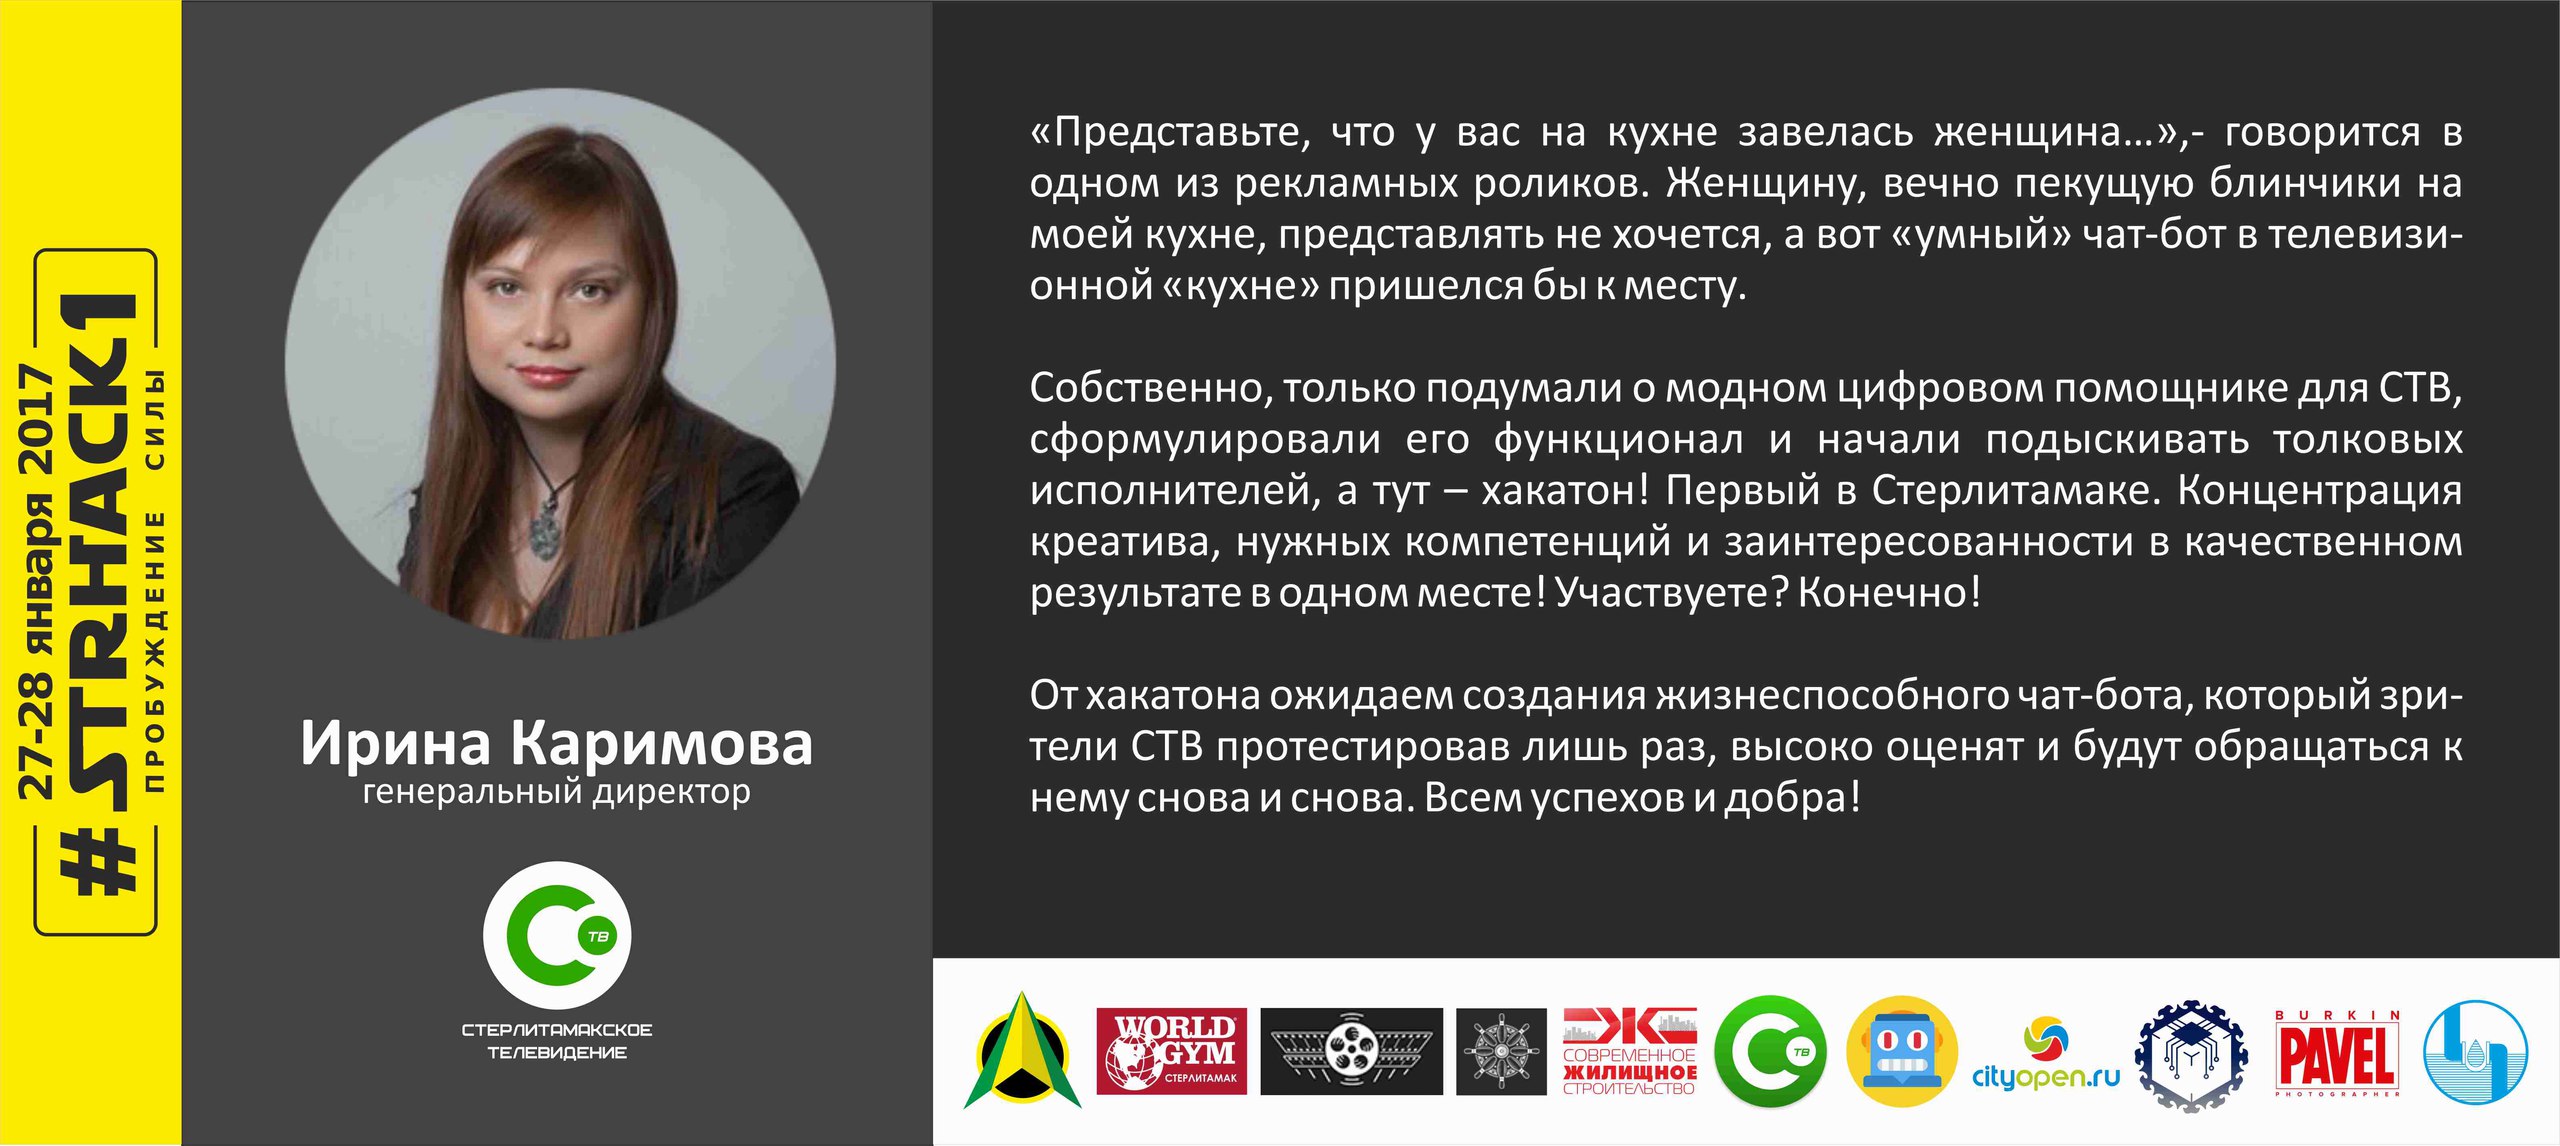 27-28 января 2017
#STRHACK1
ПРОБУЖДЕНИЕ СИЛЫ
Ирина Каримова
генеральный директор
ТВ
СТЕРЛИТАМАКСКОЕ
ТЕЛЕВИДЕНИЕ
«Представьте, что у вас на кухне завелась женщина...»,- говорится в
одном из рекламных роликов. Женщину, вечно пекущую блинчики на
моей кухне, представлять не хочется, а вот «умный» чат-бот в телевизи-
онной «кухне» пришелся бы к месту.
Собственно, только подумали о модном цифровом помощнике для СТВ,
сформулировали его функционал и начали подыскивать толковых
исполнителей, а тут – хакатон! Первый в Стерлитамаке. Концентрация
креатива, нужных компетенций и заинтересованности в качественном
результате в одном месте! Участвуете? Конечно!
От хакатона ожидаем создания жизнеспособного чат-бота, который зри-
тели СТВ протестировав лишь раз, высоко оценят и будут обращаться к
нему снова и снова. Всем успехов и добра!
WORLD
GYM
СТЕРЛИТАМАК
СЖС
СОВРЕМЕННОЕ
ЖИЛИЩНОЕ
СТРОИТЕЛЬСТВО
ТВ
cityopen.ru
BURKIN
PAVEL
PHOTOGRAPHER